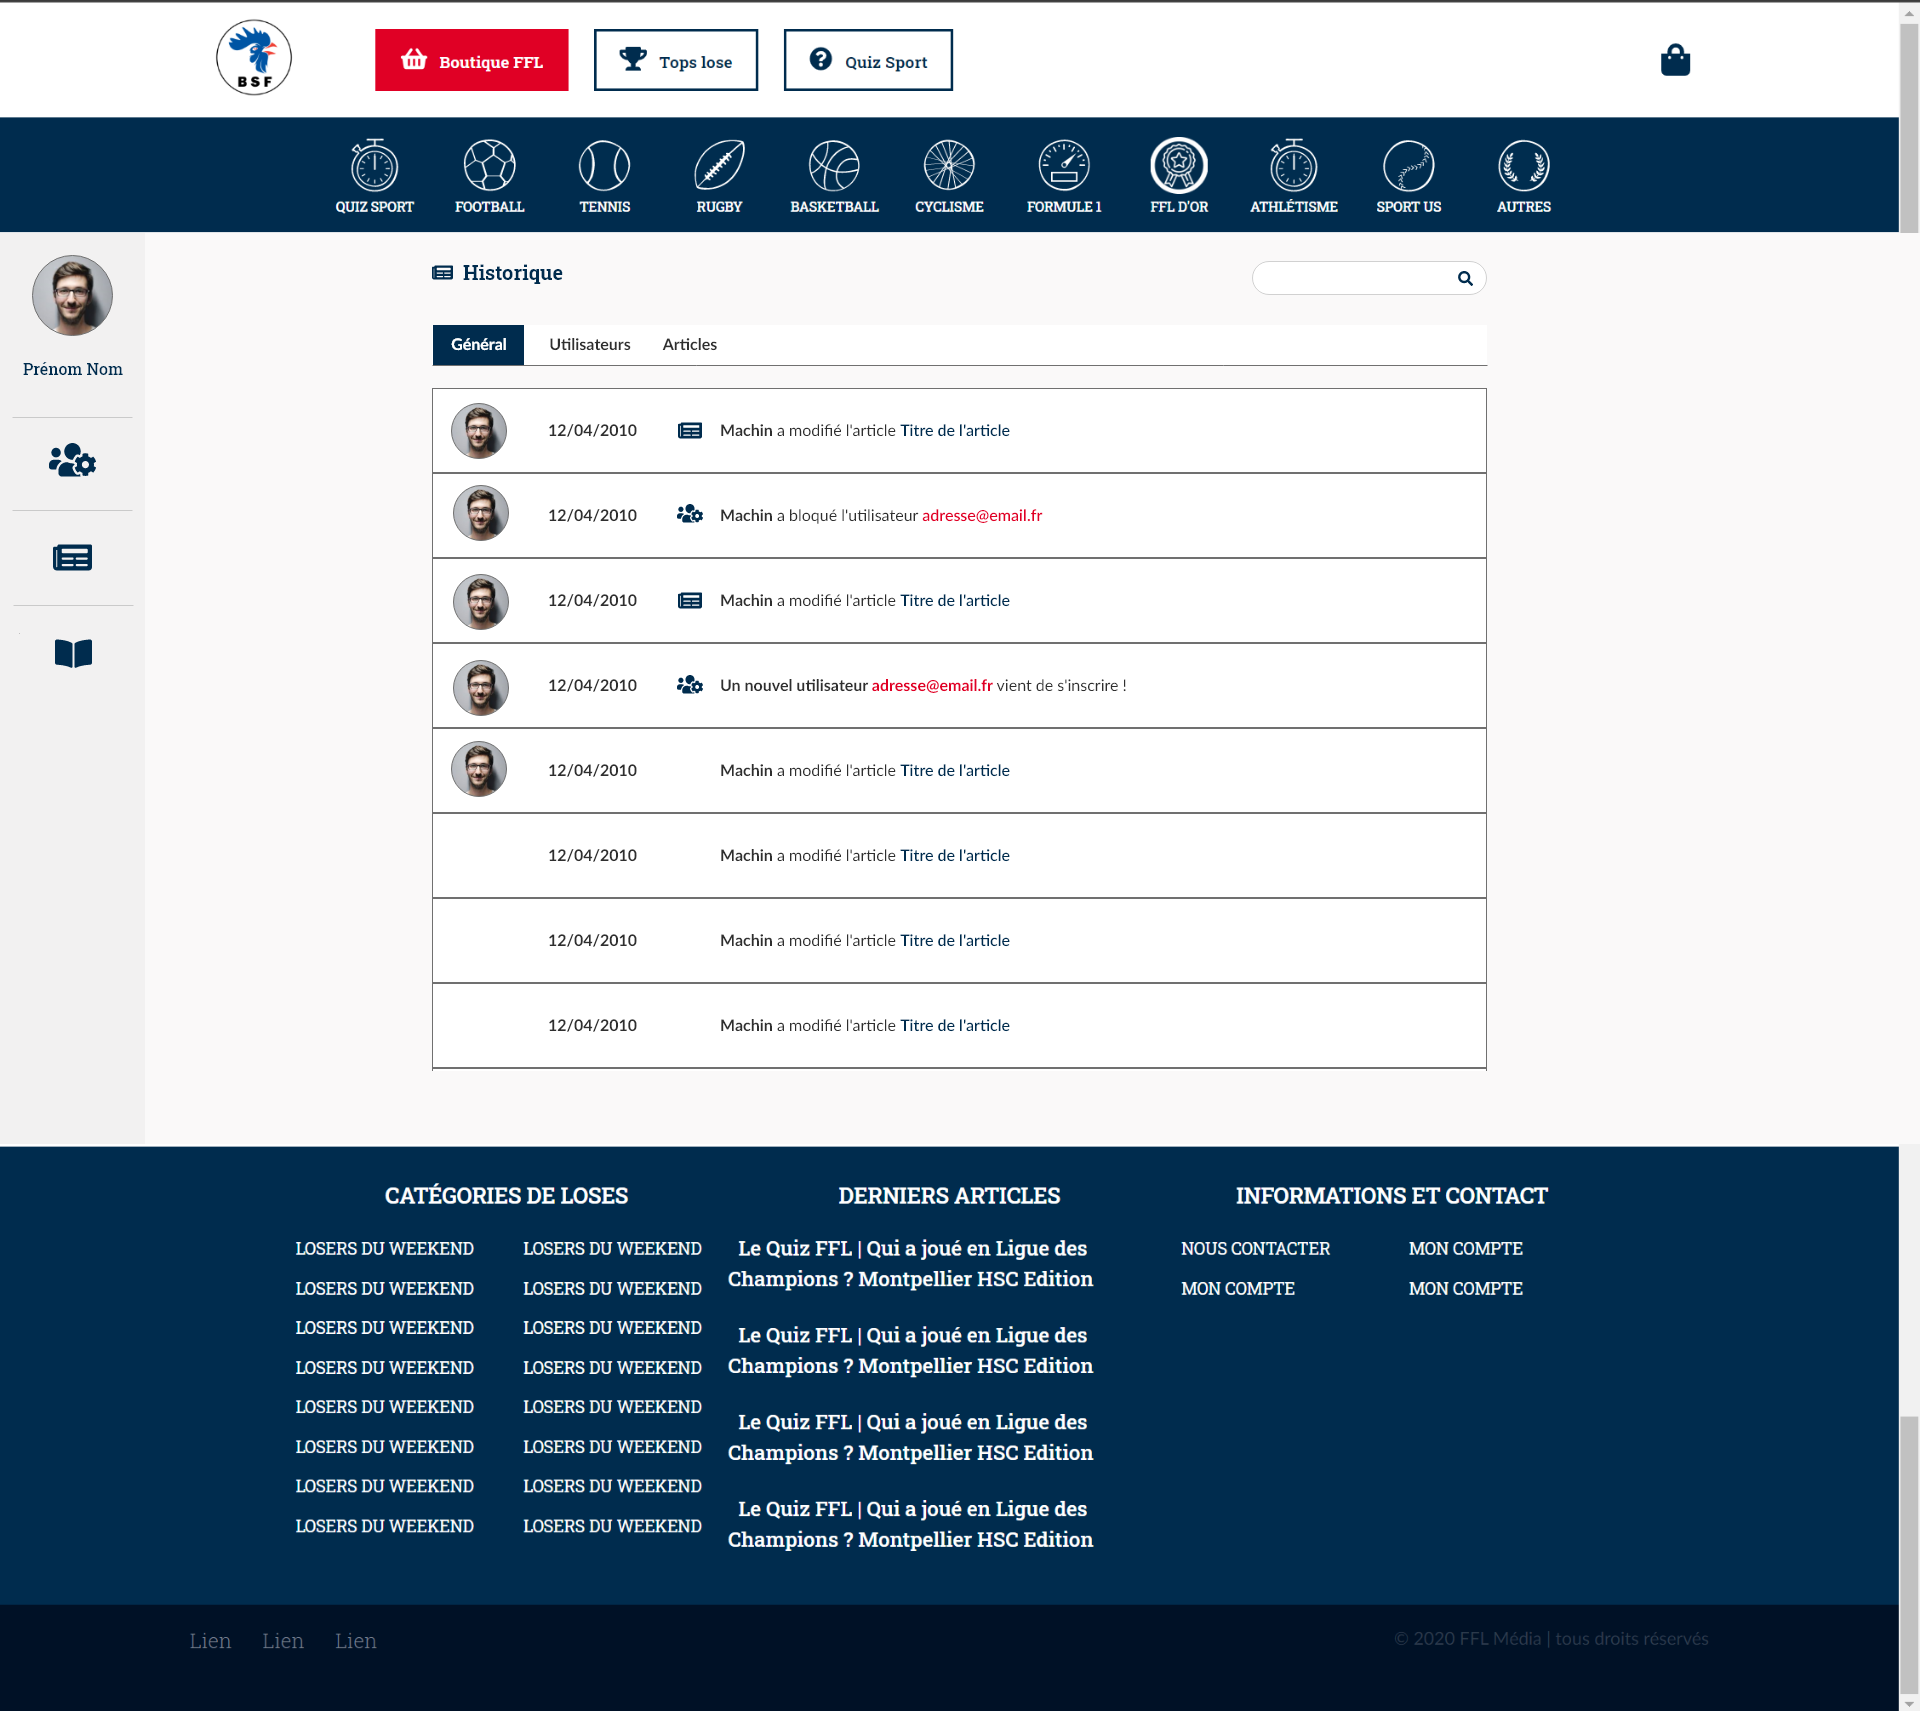 BSF
Boutique FFL
Tops lose
Quiz Sport
QUIZ SPORT
FOOTBALL
TENNIS
RUGBY
BASKETBALL
CYCLISME
FORMULE 1
FFL D'OR
ATHLÉTISME
SPORT US
AUTRES
Prénom Nom
Historique
Général
Utilisateurs
Articles
12/04/2010 Machin a modifié l'article Titre de l'article
12/04/2010 Machin a bloqué l'utilisateur adresse@email.fr
12/04/2010 Machin a modifié l'article Titre de l'article
12/04/2010 Un nouvel utilisateur adresse@email.fr vient de s'inscrire !
12/04/2010 Machin a modifié l'article Titre de l'article
12/04/2010 Machin a modifié l'article Titre de l'article
12/04/2010 Machin a modifié l'article Titre de l'article
12/04/2010 Machin a modifié l'article Titre de l'article
CATÉGORIES DE LOSES
LOSERS DU WEEKEND LOSERS DU WEEKEND
LOSERS DU WEEKEND LOSERS DU WEEKEND
LOSERS DU WEEKEND LOSERS DU WEEKEND
LOSERS DU WEEKEND LOSERS DU WEEKEND
LOSERS DU WEEKEND LOSERS DU WEEKEND
LOSERS DU WEEKEND LOSERS DU WEEKEND
LOSERS DU WEEKEND LOSERS DU WEEKEND
LOSERS DU WEEKEND LOSERS DU WEEKEND
DERNIERS ARTICLES
Le Quiz FFL | Qui a joué en Ligue des
Champions ? Montpellier HSC Edition
Le Quiz FFL | Qui a joué en Ligue des
Champions ? Montpellier HSC Edition
Le Quiz FFL | Qui a joué en Ligue des
Champions ? Montpellier HSC Edition
Le Quiz FFL | Qui a joué en Ligue des
Champions ? Montpellier HSC Edition
INFORMATIONS ET CONTACT
NOUS CONTACTER MON COMPTE
MON COMPTE MON COMPTE
Lien Lien Lien
© 2020 FFL Média | tous droits réservés